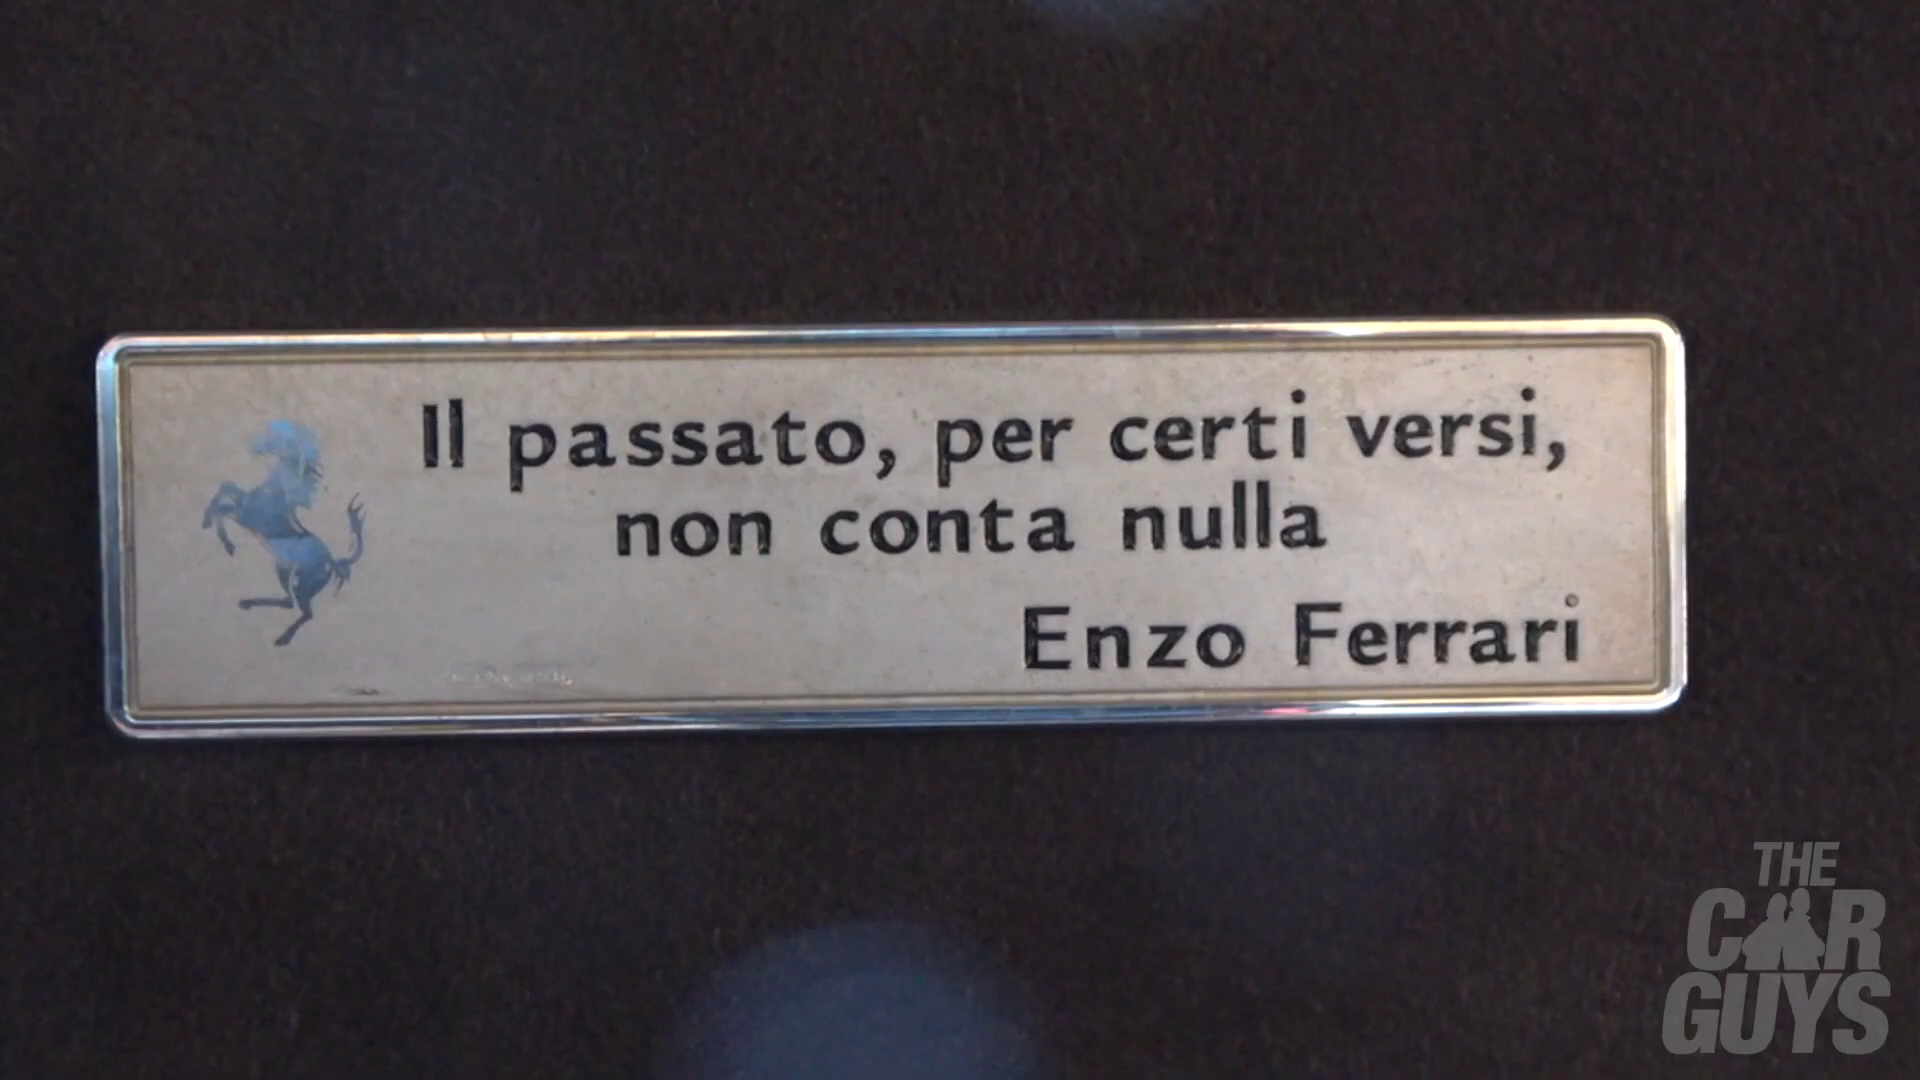 Il passato, per certi versi,
non conta nulla
Enzo Ferrari
THE
CAR
GUYS